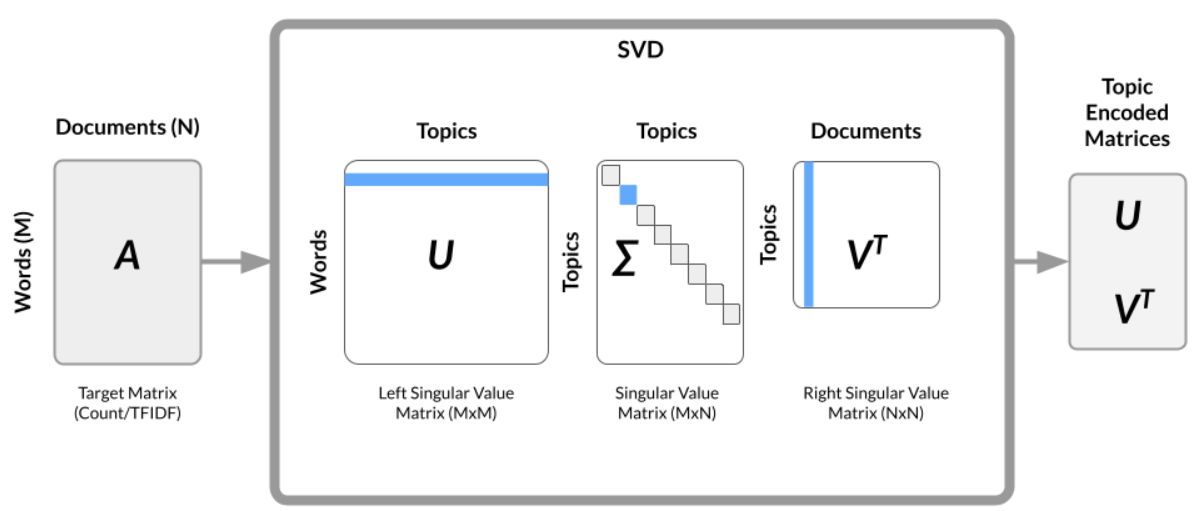 SVD
Documents (N)
Words (M)
A
Target Matrix
(Count/TFIDF)
Topics
Words
U
Left Singular Value
Matrix (MxM)
Topics
Topics
Σ
Singular Value
Matrix (MxN)
Documents
Topics
V^T
Right Singular Value
Matrix (NxN)
Topic
Encoded
Matrices
U
V^T